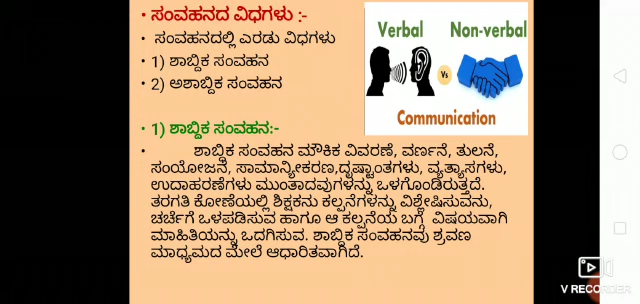 ಸಂವಹನದ ವಿಧಗಳು :-
ಸಂವಹನದಲ್ಲಿ ಎರಡು ವಿಧಗಳು
1) ಶಾಬ್ದಿಕ ಸಂವಹನ
2) ಅಶಾಬ್ದಿಕ ಸಂವಹನ
Verbal Non-verbal
Vs
Communication
1) ಶಾಬ್ದಿಕ ಸಂವಹನ:-
ಶಾಬ್ದಿಕ ಸಂವಹನ ಮೌಕಿಕ ವಿವರಣೆ, ವರ್ಣನೆ, ತುಲನೆ,
ಸಂಯೋಜನೆ, ಸಾಮಾನ್ಯೀಕರಣ,ದೃಷ್ಟಾಂತಗಳು, ವ್ಯತ್ಯಾಸಗಳು,
ಉದಾಹರಣೆಗಳು ಮುಂತಾದವುಗಳನ್ನು ಒಳಗೊಂಡಿರುತ್ತದೆ.
ತರಗತಿ ಕೋಣೆಯಲ್ಲಿ ಶಿಕ್ಷಕನು ಕಲ್ಪನೆಗಳನ್ನು ವಿಶ್ಲೇಷಿಸುವನು,
ಚರ್ಚೆಗೆ ಒಳಪಡಿಸುವ ಹಾಗೂ ಆ ಕಲ್ಪನೆಯ ಬಗ್ಗೆ ವಿಷಯವಾಗಿ
ಮಾಹಿತಿಯನ್ನು ಒದಗಿಸುವ. ಶಾಬ್ದಿಕ ಸಂವಹನವು ಶ್ರವಣ
ಮಾಧ್ಯಮದ ಮೇಲೆ ಆಧಾರಿತವಾಗಿದೆ.
V RECORDER